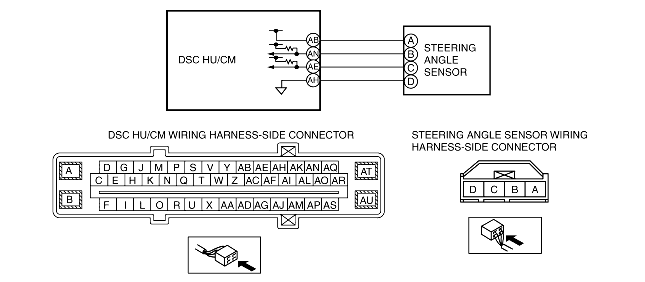 DSC HU/CM
AB
AN
AE
AH
A
B
C
D
STEERING
ANGLE
SENSOR
DSC HU/CM WIRING HARNESS-SIDE CONNECTOR
A
B
D G J M P S V Y AB AE AH AK AN AQ
C E H K N Q T W Z AC AF AI AL AO AR
F I L O R U X AA AD AG AJ AM AP AS
AT
AU
STEERING ANGLE SENSOR WIRING
HARNESS-SIDE CONNECTOR
D C B A